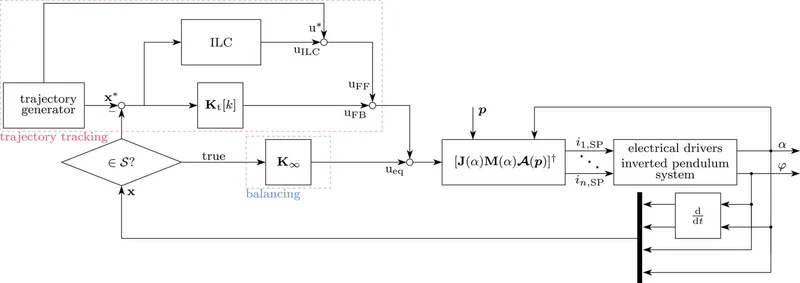 u*
ILC
u_ILC
trajectory
generator
x*
−
K_t[k]
u_FF
u_FB
trajectory tracking
∈ S?
true
K_∞
balancing
x
u_eq
p
[J(α)M(α)A(p)]†
i_1,SP
⋱
i_n,SP
electrical drivers
inverted pendulum
system
α
φ
d
dt